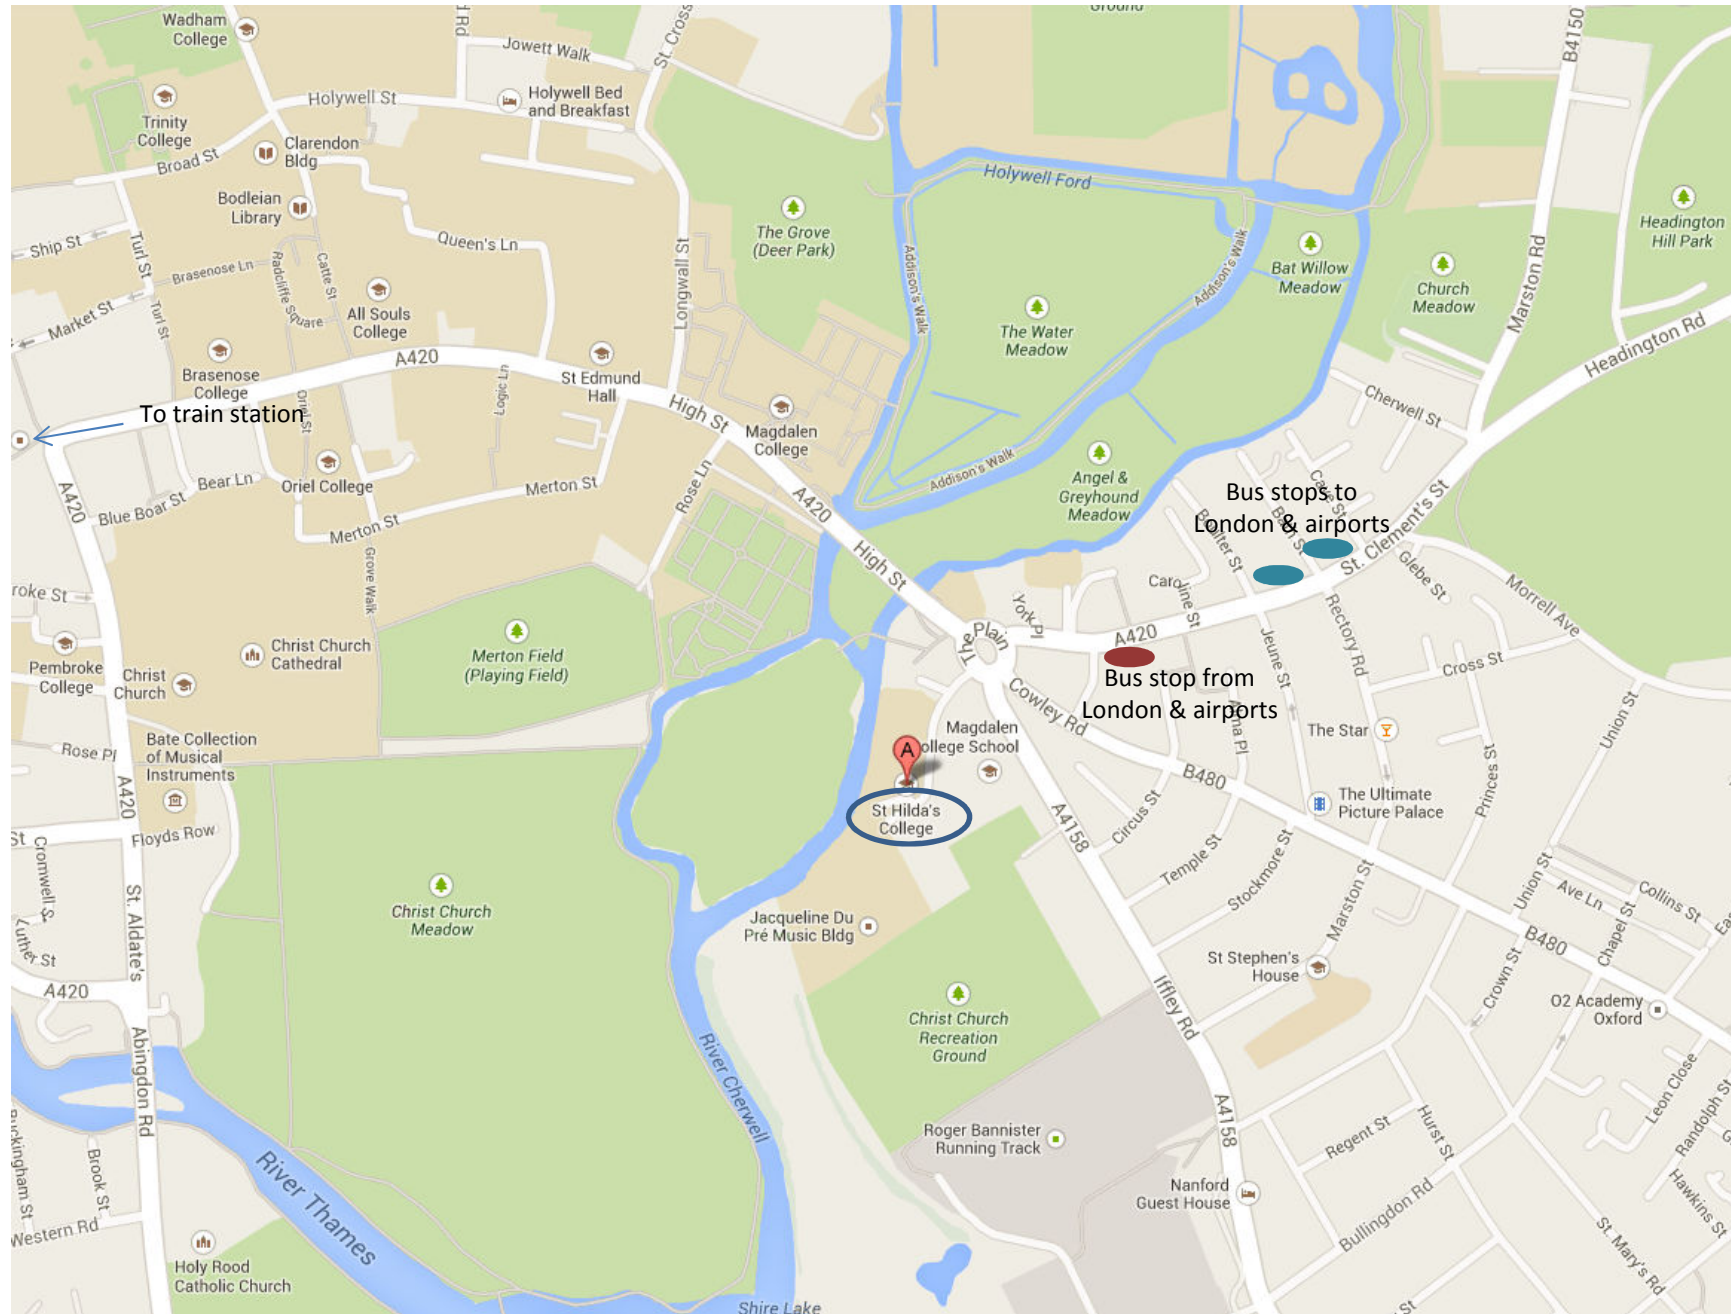 Wadham
College
Jowett Walk
St. Cross
Ground
B4150
Holywell St
Holywell Bed
and Breakfast
Trinity
College
Broad St
Clarendon
Bldg
Bodleian
Library
Holywell Ford
Headington
Hill Park
Ship St
Turl St
Queen's Ln
The Grove
(Deer Park)
Addison's Walk
Addison's Walk
Bat Willow
Meadow
Church
Meadow
Marston Rd
Brasenose Ln
Radcliffe Square
Catte St
Longwall St
Market St
Turl St
All Souls
College
The Water
Meadow
Headington Rd
Brasenose
College
A420
Logic Ln
St Edmund
Hall
High St
Magdalen
College
Cherwell St
To train station
Oriel St
Oriel College
Bear Ln
Blue Boar St
A420
Merton St
Merton St
Rose Ln
A420
Addison's Walk
Angel &
Greyhound
Meadow
Bus stops to
London & airports
Cave St
Bath St
Boulter St
St. Clement's St
Glebe St
Morrell Ave
Grove Walk
High St
Caroline St
York Pl
The Plain
A420
Jeune St
Rectory Rd
Cross St
Pembroke
College
Christ
Church
Christ Church
Cathedral
Merton Field
(Playing Field)
Bus stop from
London & airports
Cowley Rd
Union St
Rose Pl
A420
Bate Collection
of Musical
Instruments
Magdalen
ollege School
A
The Star
B480
Princes St
St Hilda's
College
A4158
Circus St
The Ultimate
Picture Palace
Floyds Row
St
Cromwell St
Temple St
Stockmore St
Marston St
Union St
Ave Ln
Collins St
Chapel St
Luther St
St. Aldate's
Christ Church
Meadow
Jacqueline Du
Pré Music Bldg
B480
St Stephen's
House
Crown St
A420
Iffley Rd
O2 Academy
Oxford
Christ Church
Recreation
Ground
Abingdon Rd
River Cherwell
Leon Close
Randolph St
A4158
Roger Bannister
Running Track
Regent St
Hurst St
Brook St
River Thames
Nanford
Guest House
Bullingdon Rd
Hawkins St
Western Rd
St. Mary's Rd
Holy Rood
Catholic Church
Shire Lake
St